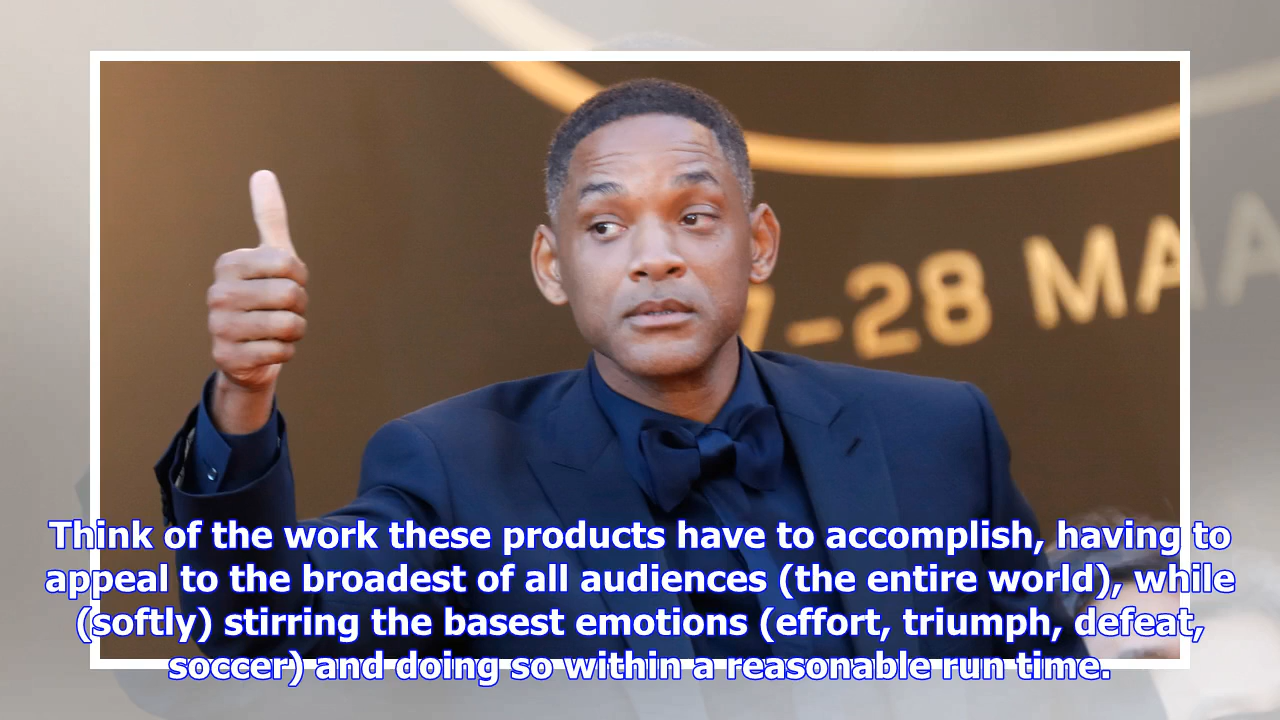 7-28 MAA
Think of the work these products have to accomplish, having to
appeal to the broadest of all audiences (the entire world), while
(softly) stirring the basest emotions (effort, triumph, defeat,
soccer) and doing so within a reasonable run time.